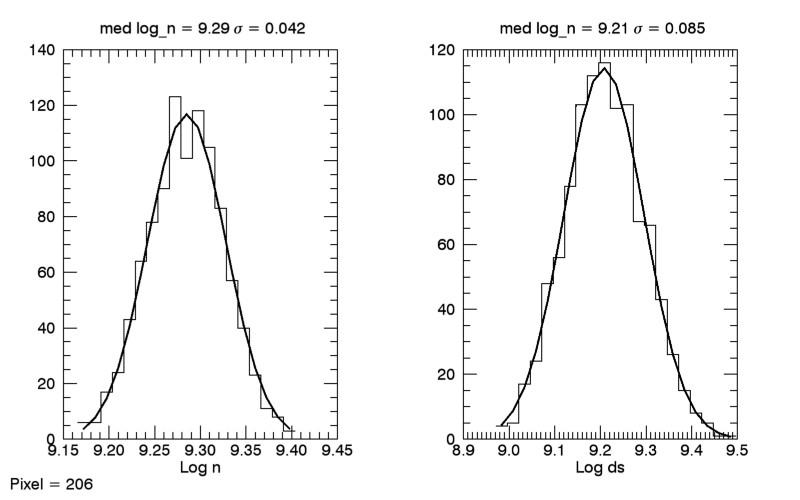 med log_n = 9.29 σ = 0.042
140
120
100
80
60
40
20
0
9.15 9.20 9.25 9.30 9.35 9.40 9.45
Log n
med log_n = 9.21 σ = 0.085
120
100
80
60
40
20
0
8.9 9.0 9.1 9.2 9.3 9.4 9.5
Log ds
Pixel = 206